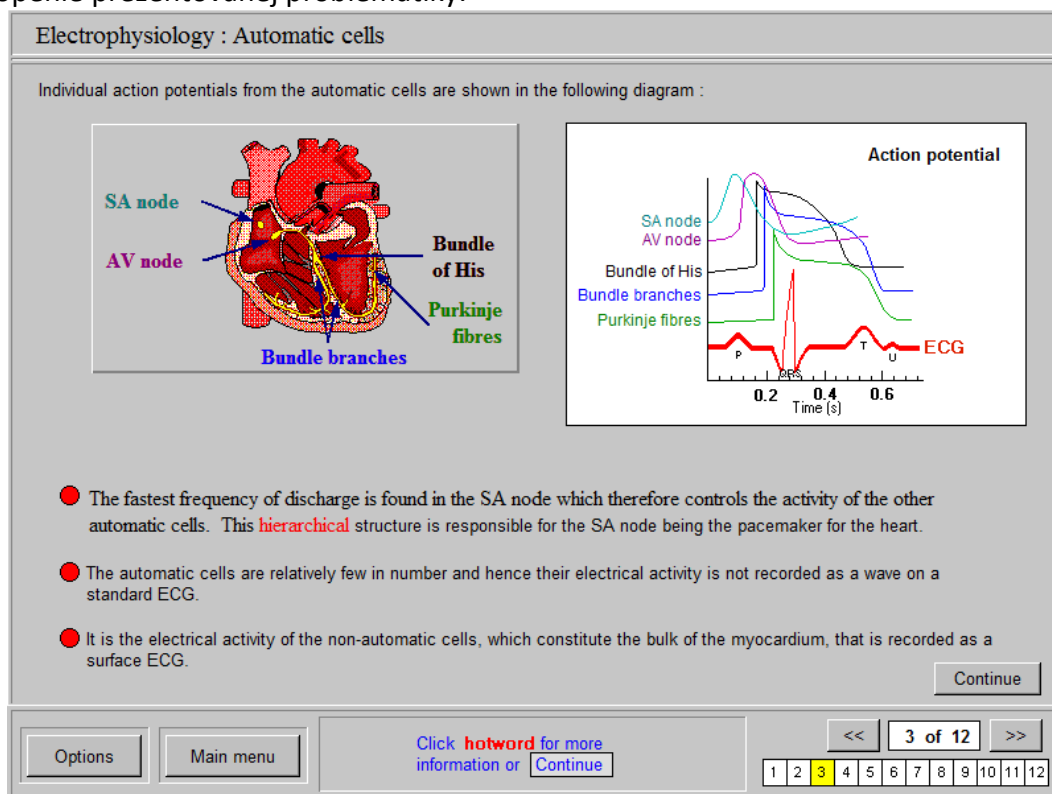 openie prezentovanej problematiky.
Electrophysiology : Automatic cells
Individual action potentials from the automatic cells are shown in the following diagram :
SA node
AV node
Bundle
of His
Purkinje
fibres
Bundle branches
Action potential
SA node
AV node
Bundle of His
Bundle branches
Purkinje fibres
ECG
P
QRS
T
U
0.2 0.4 0.6
Time (s)
The fastest frequency of discharge is found in the SA node which therefore controls the activity of the other
automatic cells. This hierarchical structure is responsible for the SA node being the pacemaker for the heart.
The automatic cells are relatively few in number and hence their electrical activity is not recorded as a wave on a
standard ECG.
It is the electrical activity of the non-automatic cells, which constitute the bulk of the myocardium, that is recorded as a
surface ECG.
Continue
Options
Main menu
Click hotword for more
information or Continue
<< 3 of 12 >>
1 2 3 4 5 6 7 8 9 10 11 12